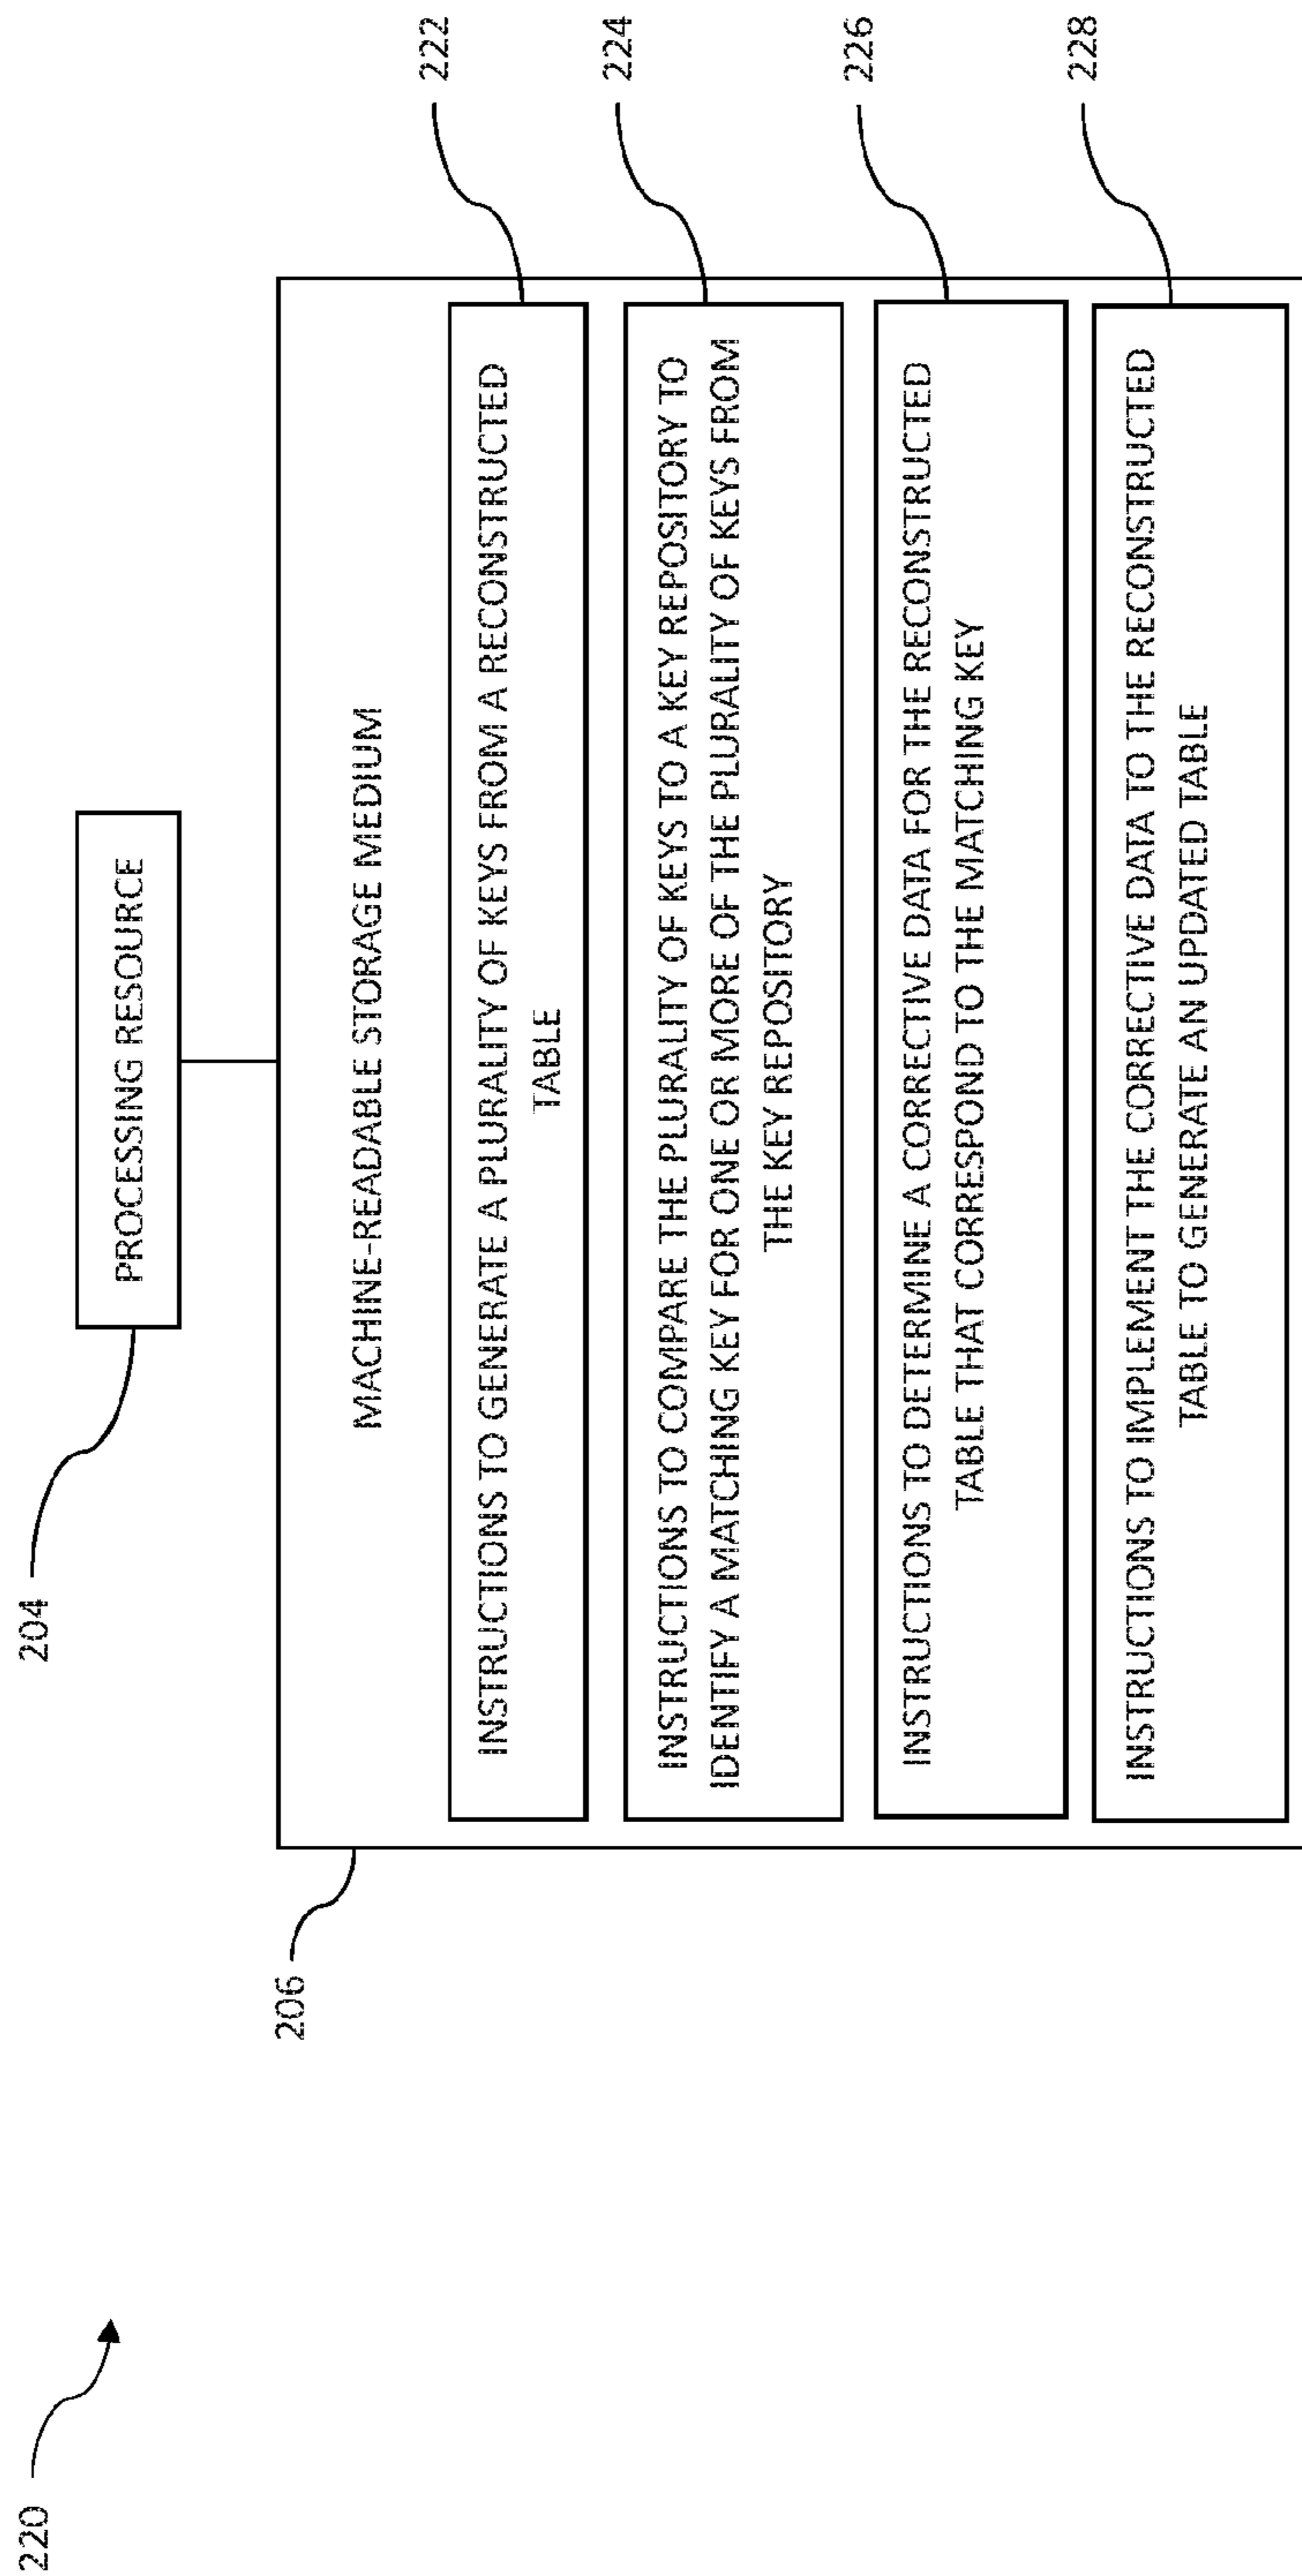 220
204
PROCESSING RESOURCE
206
MACHINE-READABLE STORAGE MEDIUM
INSTRUCTIONS TO GENERATE A PLURALITY OF KEYS FROM A RECONSTRUCTED
TABLE
222
INSTRUCTIONS TO COMPARE THE PLURALITY OF KEYS TO A KEY REPOSITORY TO
IDENTIFY A MATCHING KEY FOR ONE OR MORE OF THE PLURALITY OF KEYS FROM
THE KEY REPOSITORY
224
INSTRUCTIONS TO DETERMINE A CORRECTIVE DATA FOR THE RECONSTRUCTED
TABLE THAT CORRESPOND TO THE MATCHING KEY
226
INSTRUCTIONS TO IMPLEMENT THE CORRECTIVE DATA TO THE RECONSTRUCTED
TABLE TO GENERATE AN UPDATED TABLE
228